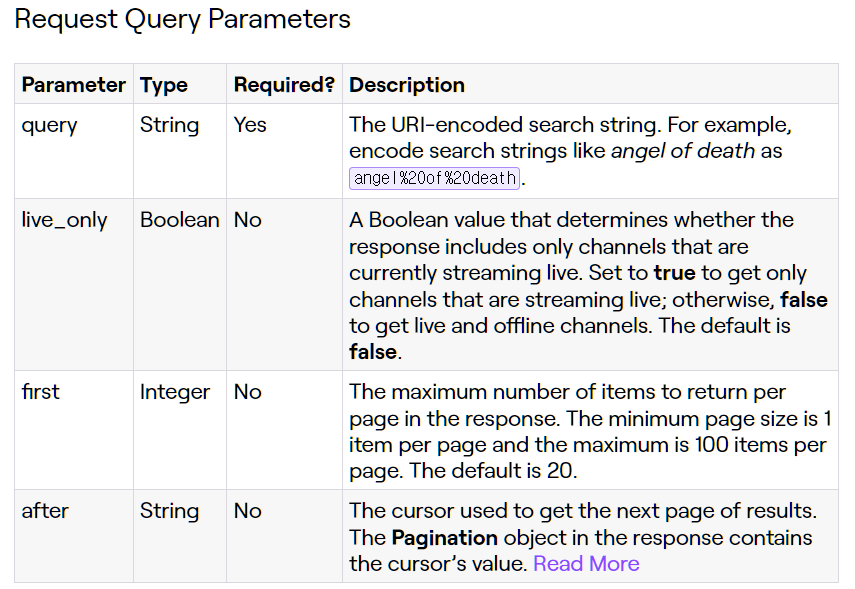 Request Query Parameters
Parameter Type Required? Description
query String Yes The URI-encoded search string. For example,
encode search strings like angel of death as
angel%20of%20death.
live_only Boolean No A Boolean value that determines whether the
response includes only channels that are
currently streaming live. Set to true to get only
channels that are streaming live; otherwise, false
to get live and offline channels. The default is
false.
first Integer No The maximum number of items to return per
page in the response. The minimum page size is 1
item per page and the maximum is 100 items per
page. The default is 20.
after String No The cursor used to get the next page of results.
The Pagination object in the response contains
the cursor’s value. Read More